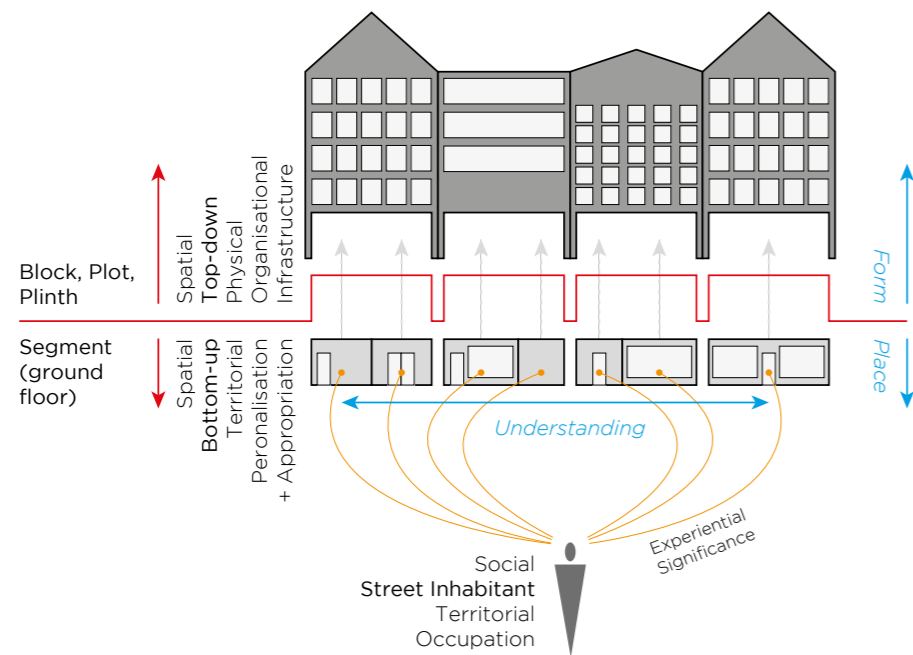 Block, Plot,
Plinth
Spatial
Top-down
Physical
Organisational
Infrastructure
Form
Segment
(ground
floor)
Spatial
Bottom-up
Territorial
Peronalisation
+ Appropriation
Place
Understanding
Experiential
Significance
Social
Street Inhabitant
Territorial
Occupation